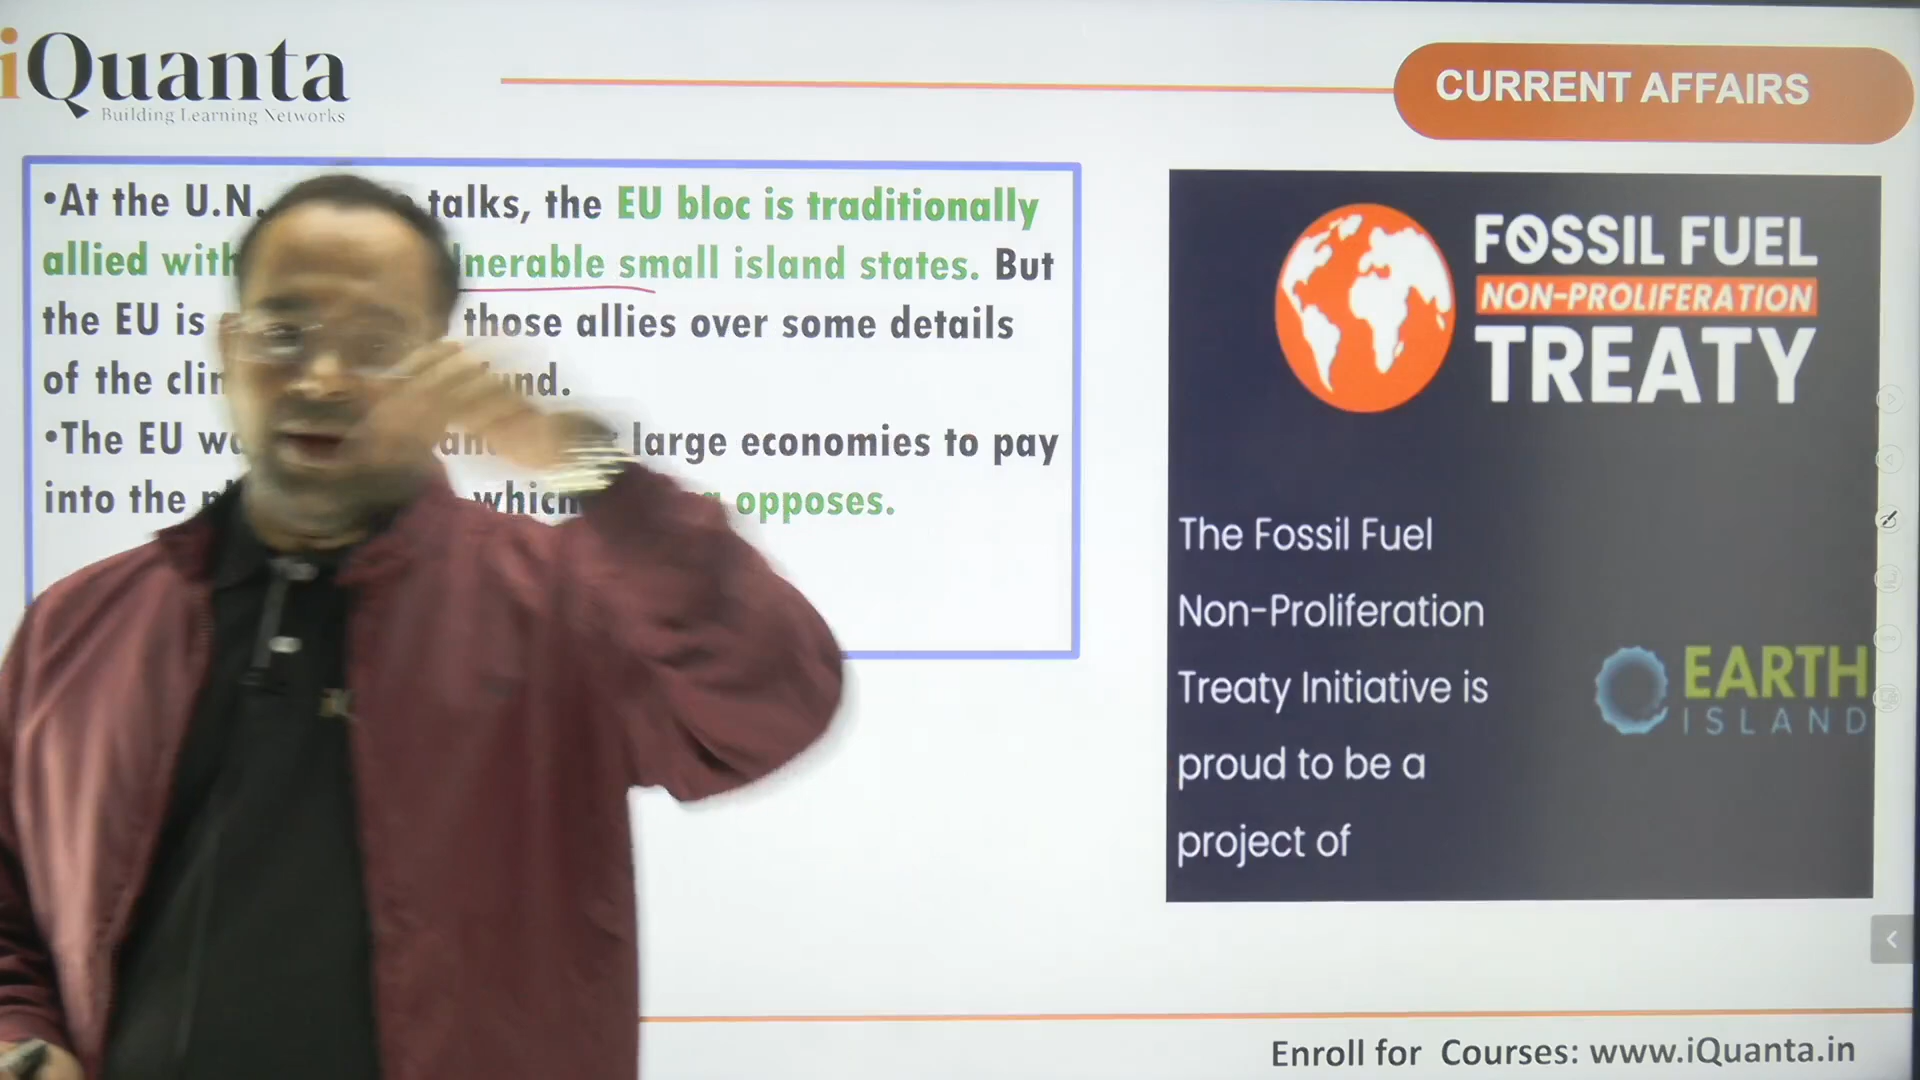 iQuanta
Building Learning Networks
CURRENT AFFAIRS
•At the U.N. talks, the EU bloc is traditionally
allied with small island states. But
the EU is those allies over some details
of the
•The EU large economies to pay
into the which opposes.
FOSSIL FUEL
NON-PROLIFERATION
TREATY
The Fossil Fuel
Non-Proliferation
Treaty Initiative is
proud to be a
project of
EARTH
ISLAND
Enroll for Courses: www.iQuanta.in